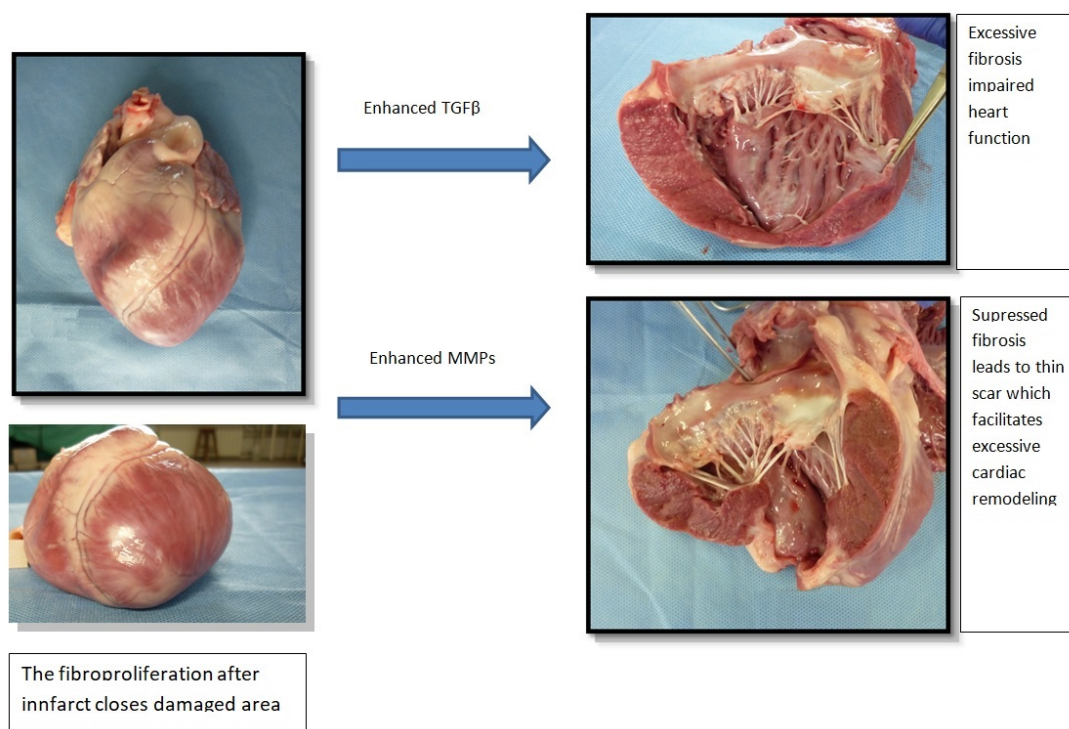 Enhanced TGFβ
Excessive
fibrosis
impaired
heart
function
Enhanced MMPs
Supressed
fibrosis
leads to thin
scar which
facilitates
excessive
cardiac
remodeling
The fibroproliferation after
innfarct closes damaged area